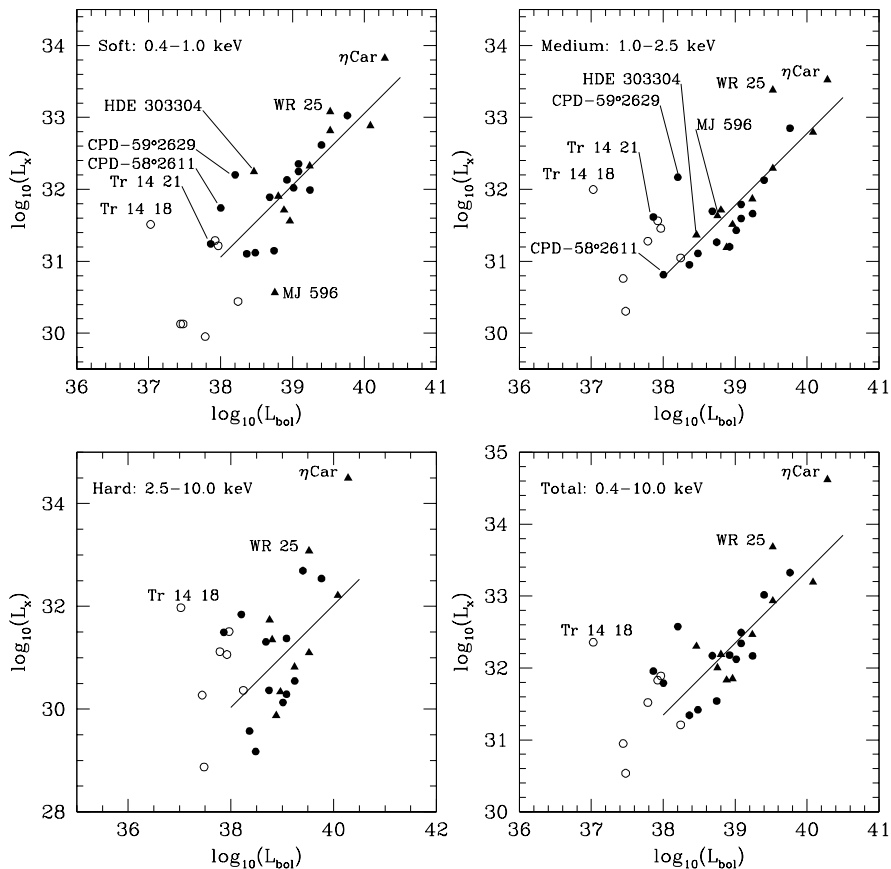 Soft: 0.4−1.0 keV
ηCar
HDE 303304
WR 25
CPD−59°2629
CPD−58°2611
Tr 14 21
Tr 14 18
MJ 596
log10(Lx)
34
33
32
31
30
36 37 38 39 40 41
log10(Lbol)
Medium: 1.0−2.5 keV
ηCar
HDE 303304
WR 25
CPD−59°2629
MJ 596
Tr 14 21
Tr 14 18
CPD−58°2611
log10(Lx)
34
33
32
31
30
36 37 38 39 40 41
log10(Lbol)
ηCar
Hard: 2.5−10.0 keV
WR 25
Tr 14 18
log10(Lx)
34
32
30
28
36 38 40 42
log10(Lbol)
ηCar
Total: 0.4−10.0 keV
WR 25
Tr 14 18
log10(Lx)
35
34
33
32
31
30
36 37 38 39 40 41
log10(Lbol)